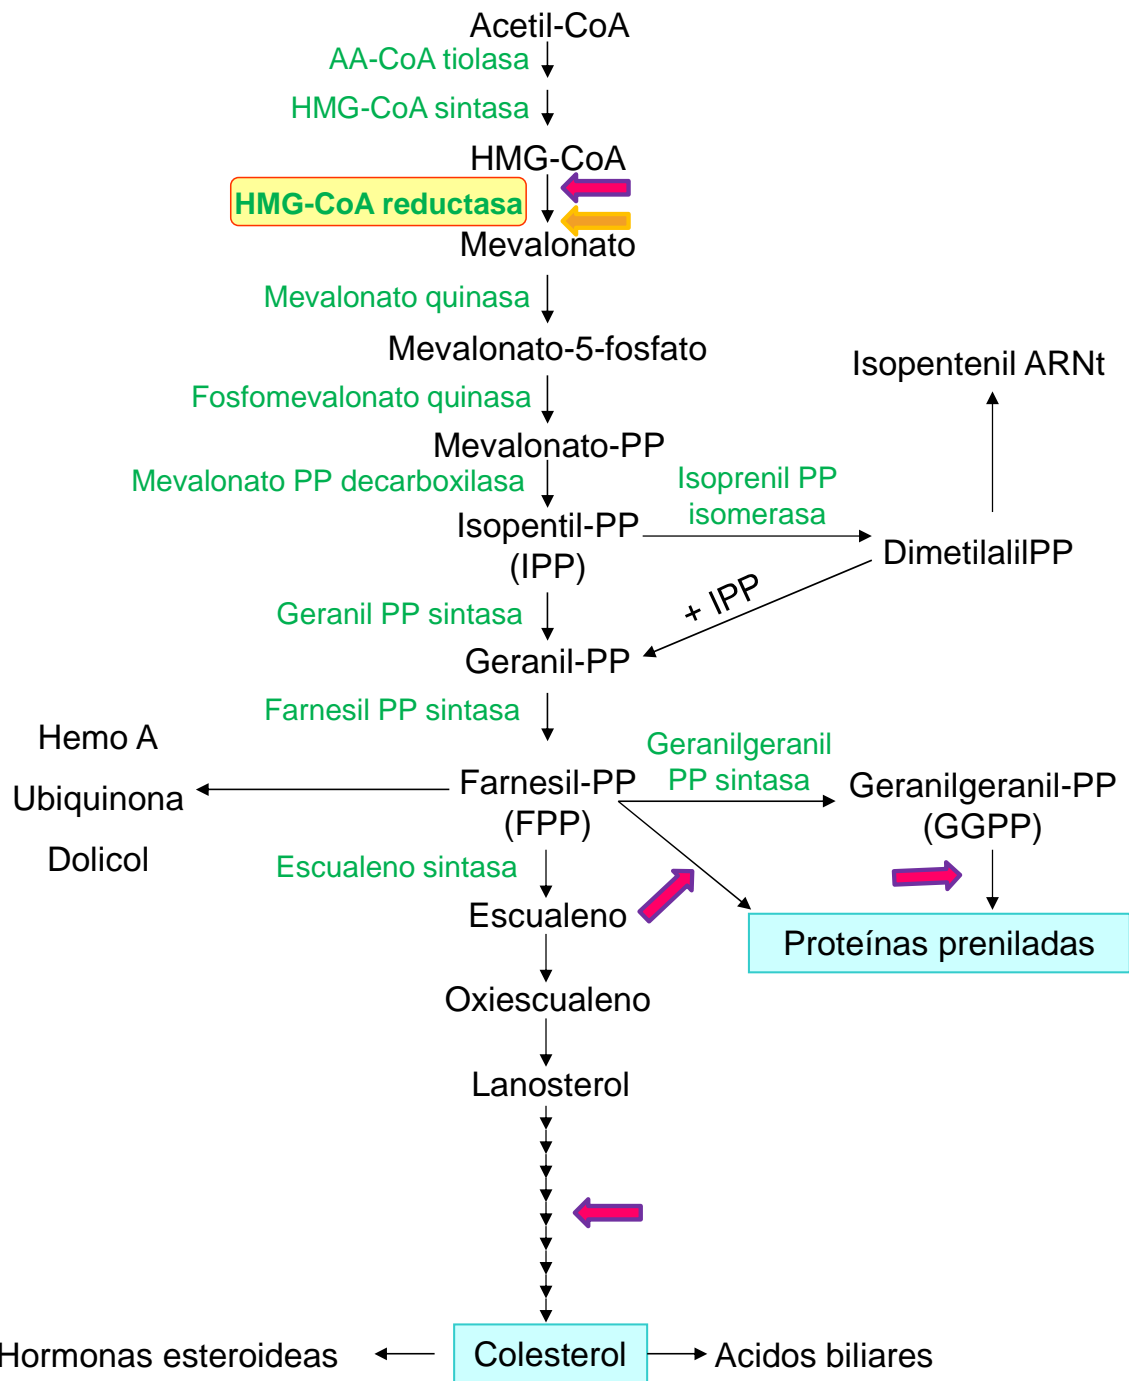 Acetil-CoA
AA-CoA tiolasa
HMG-CoA sintasa
HMG-CoA
HMG-CoA reductasa
Mevalonato
Mevalonato quinasa
Mevalonato-5-fosfato
Isopentenil ARNt
Fosfomevalonato quinasa
Mevalonato-PP
Mevalonato PP decarboxilasa
Isoprenil PP
isomerasa
Isopentil-PP
(IPP)
DimetilalilPP
+ IPP
Geranil PP sintasa
Geranil-PP
Farnesil PP sintasa
Hemo A
Ubiquinona
Dolicol
Farnesil-PP
(FPP)
Geranilgeranil
PP sintasa
Geranilgeranil-PP
(GGPP)
Escualeno sintasa
Escualeno
Proteínas preniladas
Oxiescualeno
Lanosterol
Hormonas esteroideas
Colesterol
Acidos biliares